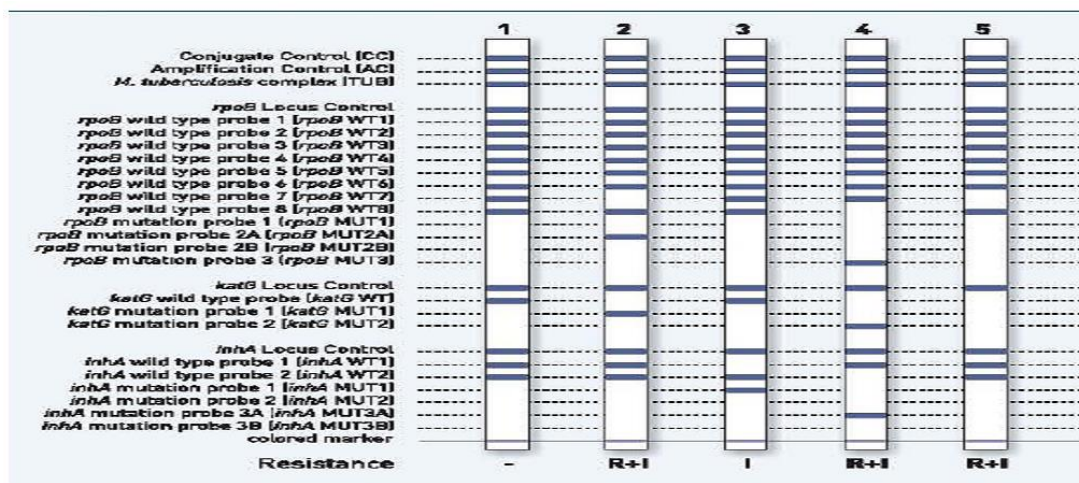 1 2 3 4 5
Conjugate Control (CC)
Amplification Control (AC)
M. tuberculosis complex (TUB)
rpoB Locus Control
rpoB wild type probe 1 (rpoB WT1)
rpoB wild type probe 2 (rpoB WT2)
rpoB wild type probe 3 (rpoB WT3)
rpoB wild type probe 4 (rpoB WT4)
rpoB wild type probe 5 (rpoB WT5)
rpoB wild type probe 6 (rpoB WT6)
rpoB wild type probe 7 (rpoB WT7)
rpoB wild type probe 8 (rpoB WT8)
rpoB mutation probe 1 (rpoB MUT1)
rpoB mutation probe 2A (rpoB MUT2A)
rpoB mutation probe 2B (rpoB MUT2B)
rpoB mutation probe 3 (rpoB MUT3)
katG Locus Control
katG wild type probe (katG WT)
katG mutation probe 1 (katG MUT1)
katG mutation probe 2 (katG MUT2)
inhA Locus Control
inhA wild type probe 1 (inhA WT1)
inhA wild type probe 2 (inhA WT2)
inhA mutation probe 1 (inhA MUT1)
inhA mutation probe 2 (inhA MUT2)
inhA mutation probe 3A (inhA MUT3A)
inhA mutation probe 3B (inhA MUT3B)
colored marker
Resistance - R+I I R+I R+I